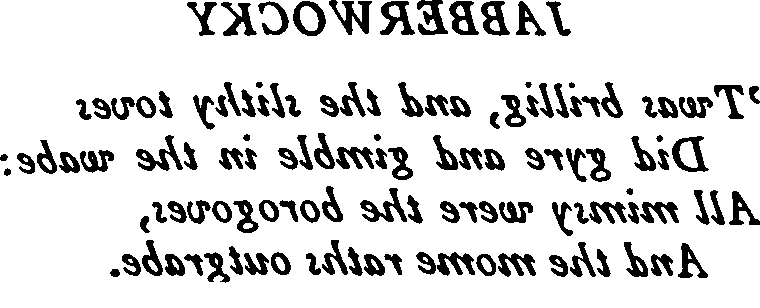 JABBERWOCKY
'Twas brillig, and the slithy toves
Did gyre and gimble in the wabe:
All mimsy were the borogoves,
And the mome raths outgrabe.